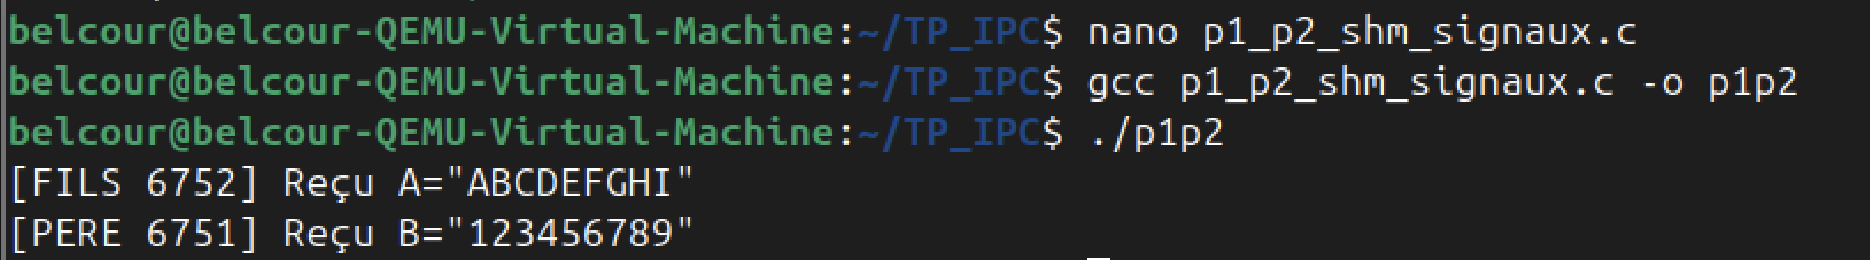 belcour@belcour-QEMU-Virtual-Machine:~/TP_IPC$ nano p1_p2_shm_signaux.c
belcour@belcour-QEMU-Virtual-Machine:~/TP_IPC$ gcc p1_p2_shm_signaux.c -o p1p2
belcour@belcour-QEMU-Virtual-Machine:~/TP_IPC$ ./p1p2
[FILS 6752] Reçu A="ABCDEFGHI"
[PERE 6751] Reçu B="123456789"